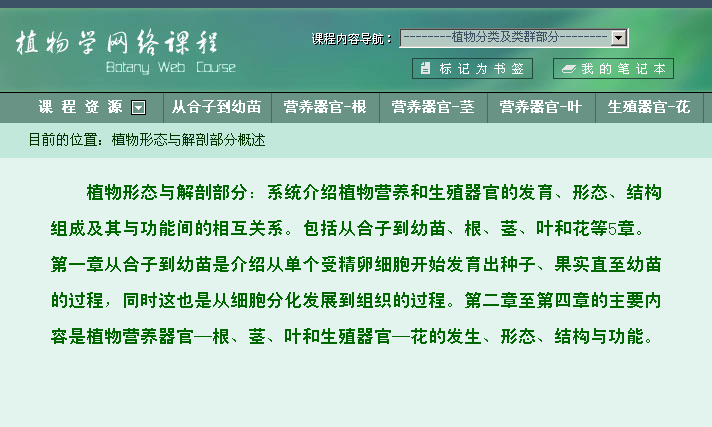 植物学网络课程
Botany Web Course
课程内容导航：
--------植物分类及类群部分--------
标记为书签
我的笔记本
课程资源
从合子到幼苗
营养器官-根
营养器官-茎
营养器官-叶
生殖器官-花
目前的位置：植物形态与解剖部分概述
植物形态与解剖部分：系统介绍植物营养和生殖器官的发育、形态、结构
组成及其与功能间的相互关系。包括从合子到幼苗、根、茎、叶和花等5章。
第一章从合子到幼苗是介绍从单个受精卵细胞开始发育出种子、果实直至幼苗
的过程，同时这也是从细胞分化发展到组织的过程。第二章至第四章的主要内
容是植物营养器官—根、茎、叶和生殖器官—花的发生、形态、结构与功能。